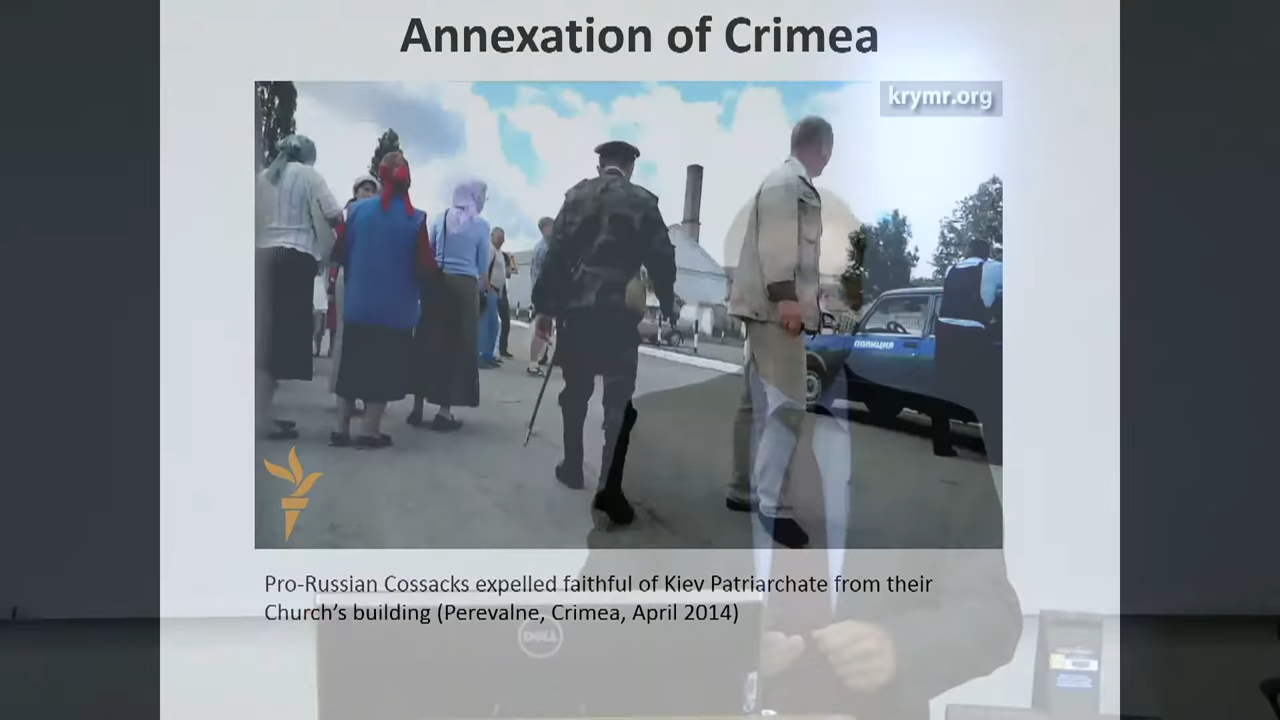 Annexation of Crimea
krymr.org
полиция
Pro-Russian Cossacks expelled faithful of Kiev Patriarchate from their
Church's building (Perevalne, Crimea, April 2014)
DELL